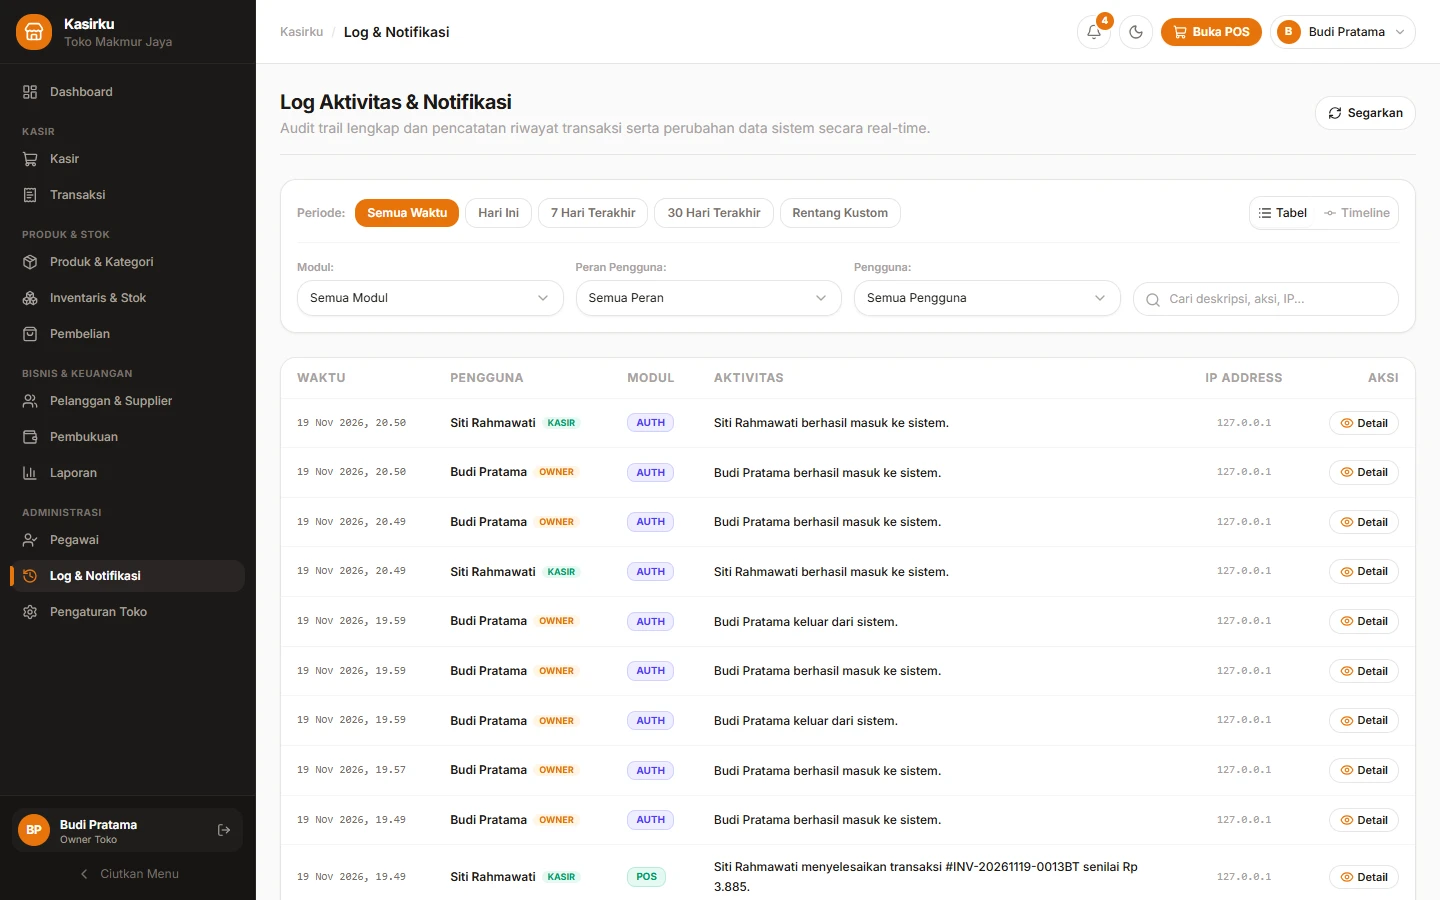 Kasirku
Toko Makmur Jaya
Dashboard
KASIR
Kasir
Transaksi
PRODUK & STOK
Produk & Kategori
Inventaris & Stok
Pembelian
BISNIS & KEUANGAN
Pelanggan & Supplier
Pembukuan
Laporan
ADMINISTRASI
Pegawai
Log & Notifikasi
Pengaturan Toko
BP
Budi Pratama
Owner Toko
Ciutkan Menu
Kasirku / Log & Notifikasi
4
Buka POS
B
Budi Pratama
Log Aktivitas & Notifikasi
Audit trail lengkap dan pencatatan riwayat transaksi serta perubahan data sistem secara real-time.
Segarkan
Periode: Semua Waktu Hari Ini 7 Hari Terakhir 30 Hari Terakhir Rentang Kustom Tabel Timeline
Modul: Peran Pengguna: Pengguna:
Semua Modul Semua Peran Semua Pengguna Cari deskripsi, aksi, IP...
WAKTU PENGGUNA MODUL AKTIVITAS IP ADDRESS AKSI
19 Nov 2026, 20.50 Siti Rahmawati KASIR AUTH Siti Rahmawati berhasil masuk ke sistem. 127.0.0.1 Detail
19 Nov 2026, 20.50 Budi Pratama OWNER AUTH Budi Pratama berhasil masuk ke sistem. 127.0.0.1 Detail
19 Nov 2026, 20.49 Budi Pratama OWNER AUTH Budi Pratama berhasil masuk ke sistem. 127.0.0.1 Detail
19 Nov 2026, 20.49 Siti Rahmawati KASIR AUTH Siti Rahmawati berhasil masuk ke sistem. 127.0.0.1 Detail
19 Nov 2026, 19.59 Budi Pratama OWNER AUTH Budi Pratama keluar dari sistem. 127.0.0.1 Detail
19 Nov 2026, 19.59 Budi Pratama OWNER AUTH Budi Pratama berhasil masuk ke sistem. 127.0.0.1 Detail
19 Nov 2026, 19.59 Budi Pratama OWNER AUTH Budi Pratama keluar dari sistem. 127.0.0.1 Detail
19 Nov 2026, 19.57 Budi Pratama OWNER AUTH Budi Pratama berhasil masuk ke sistem. 127.0.0.1 Detail
19 Nov 2026, 19.49 Budi Pratama OWNER AUTH Budi Pratama berhasil masuk ke sistem. 127.0.0.1 Detail
19 Nov 2026, 19.49 Siti Rahmawati KASIR POS Siti Rahmawati menyelesaikan transaksi #INV-20261119-0013BT senilai Rp 127.0.0.1 Detail
3.885.